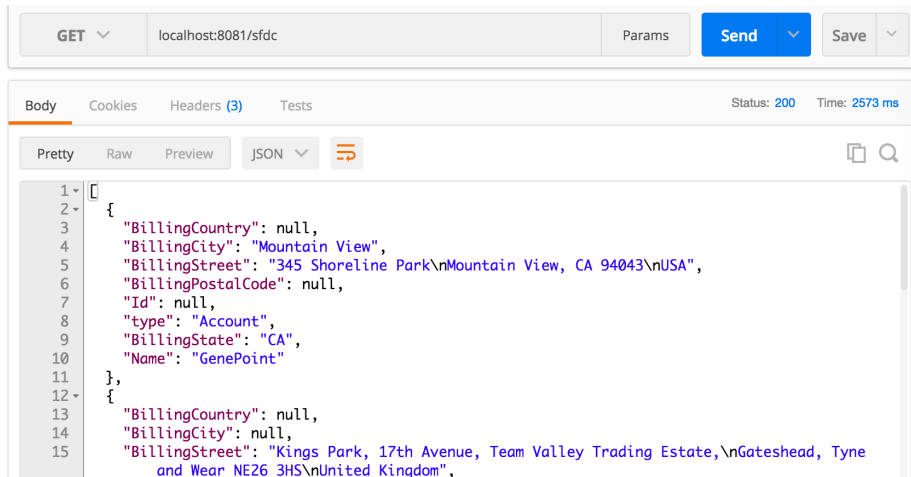 GET localhost:8081/sfdc Params Send Save
Body Cookies Headers (3) Tests Status: 200 Time: 2573 ms
Pretty Raw Preview JSON
1 [
2 {
3 "BillingCountry": null,
4 "BillingCity": "Mountain View",
5 "BillingStreet": "345 Shoreline Park\nMountain View, CA 94043\nUSA",
6 "BillingPostalCode": null,
7 "Id": null,
8 "type": "Account",
9 "BillingState": "CA",
10 "Name": "GenePoint"
11 },
12 {
13 "BillingCountry": null,
14 "BillingCity": null,
15 "BillingStreet": "Kings Park, 17th Avenue, Team Valley Trading Estate,\nGateshead, Tyne
and Wear NE26 3HS\nUnited Kingdom",